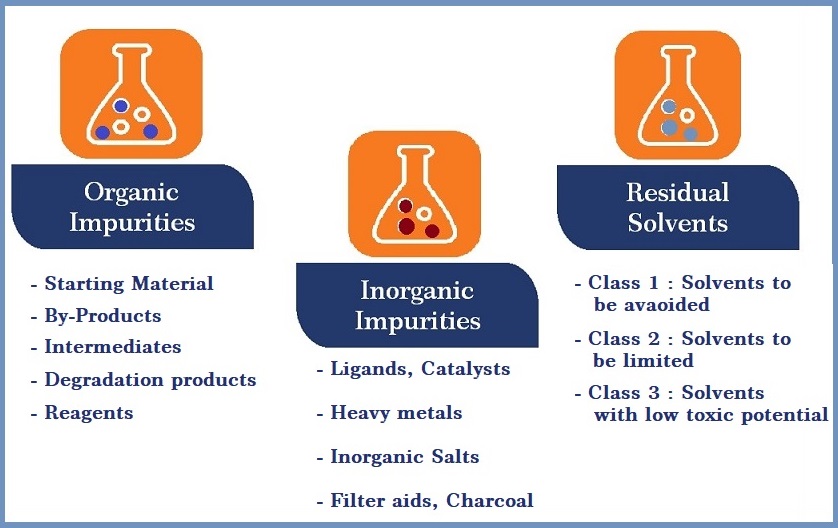 Organic
Impurities
- Starting Material
- By-Products
- Intermediates
- Degradation products
- Reagents
Inorganic
Impurities
- Ligands, Catalysts
- Heavy metals
- Inorganic Salts
- Filter aids, Charcoal
Residual
Solvents
- Class 1 : Solvents to
be avaoided
- Class 2 : Solvents to
be limited
- Class 3 : Solvents
with low toxic potential